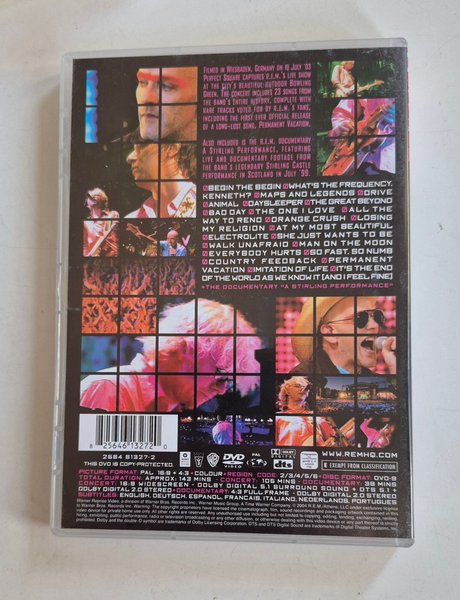 FILMED IN WIESBADEN, GERMANY ON 19 JULY '03
PERFECT SQUARE CAPTURES R.E.M.'S LIVE SHOW
AT THE CITY'S BEAUTIFUL OUTDOOR BOWLING
GREEN. THE CONCERT INCLUDES 23 SONGS FROM
THE BAND'S ENTIRE HISTORY, COMPLETE WITH
RARE TRACKS VOTED FOR BY R.E.M.'S FANS,
INCLUDING THE FIRST EVER OFFICIAL RELEASE
OF A LONG-LOST SONG, PERMANENT VACATION.
ALSO INCLUDED IS THE R.E.M. DOCUMENTARY
A STIRLING PERFORMANCE, FEATURING
LIVE AND DOCUMENTARY FOOTAGE FROM
THE BAND'S LEGENDARY STIRLING CASTLE
PERFORMANCE IN SCOTLAND IN JULY '99.
BEGIN THE BEGIN WHAT'S THE FREQUENCY,
KENNETH? MAPS AND LEGENDS DRIVE
ANIMAL DAYSLEEPER THE GREAT BEYOND
BAD DAY THE ONE I LOVE ALL THE
WAY TO RENO ORANGE CRUSH LOSING
MY RELIGION AT MY MOST BEAUTIFUL
ELECTROLITE SHE JUST WANTS TO BE
WALK UNAFRAID MAN ON THE MOON
EVERYBODY HURTS SO FAST, SO NUMB
COUNTRY FEEDBACK PERMANENT
VACATION IMITATION OF LIFE IT'S THE END
OF THE WORLD AS WE KNOW IT (AND I FEEL FINE)
+THE DOCUMENTARY "A STIRLING PERFORMANCE"
8 25646 13272 0
2564 61327-2
THIS DVD IS COPY-PROTECTED
DVD VIDEO
PAL
DOLBY DIGITAL
dts
WWW.REMHQ.COM
E EXEMPT FROM CLASSIFICATION
PICTURE FORMAT: PAL 16:9 + 4:3 • COLOUR • REGION CODE: 2/3/4/5/6 • DISC FORMAT: DVD-9
TOTAL DURATION: APPROX: 143 MINS CONCERT: 105 MINS DOCUMENTARY: 38 MINS
CONCERT: 16:9 WIDESCREEN - DOLBY DIGITAL 5.1 SURROUND SOUND + DTS 5.1 +
DOLBY DIGITAL 2.0 STEREO DOCUMENTARY: 4:3 FULL FRAME - DOLBY DIGITAL 2.0 STEREO
SUBTITLES: ENGLISH, DEUTSCH, ESPANOL, FRANCAIS, ITALIANO, NEDERLANDS, PORTUGUES